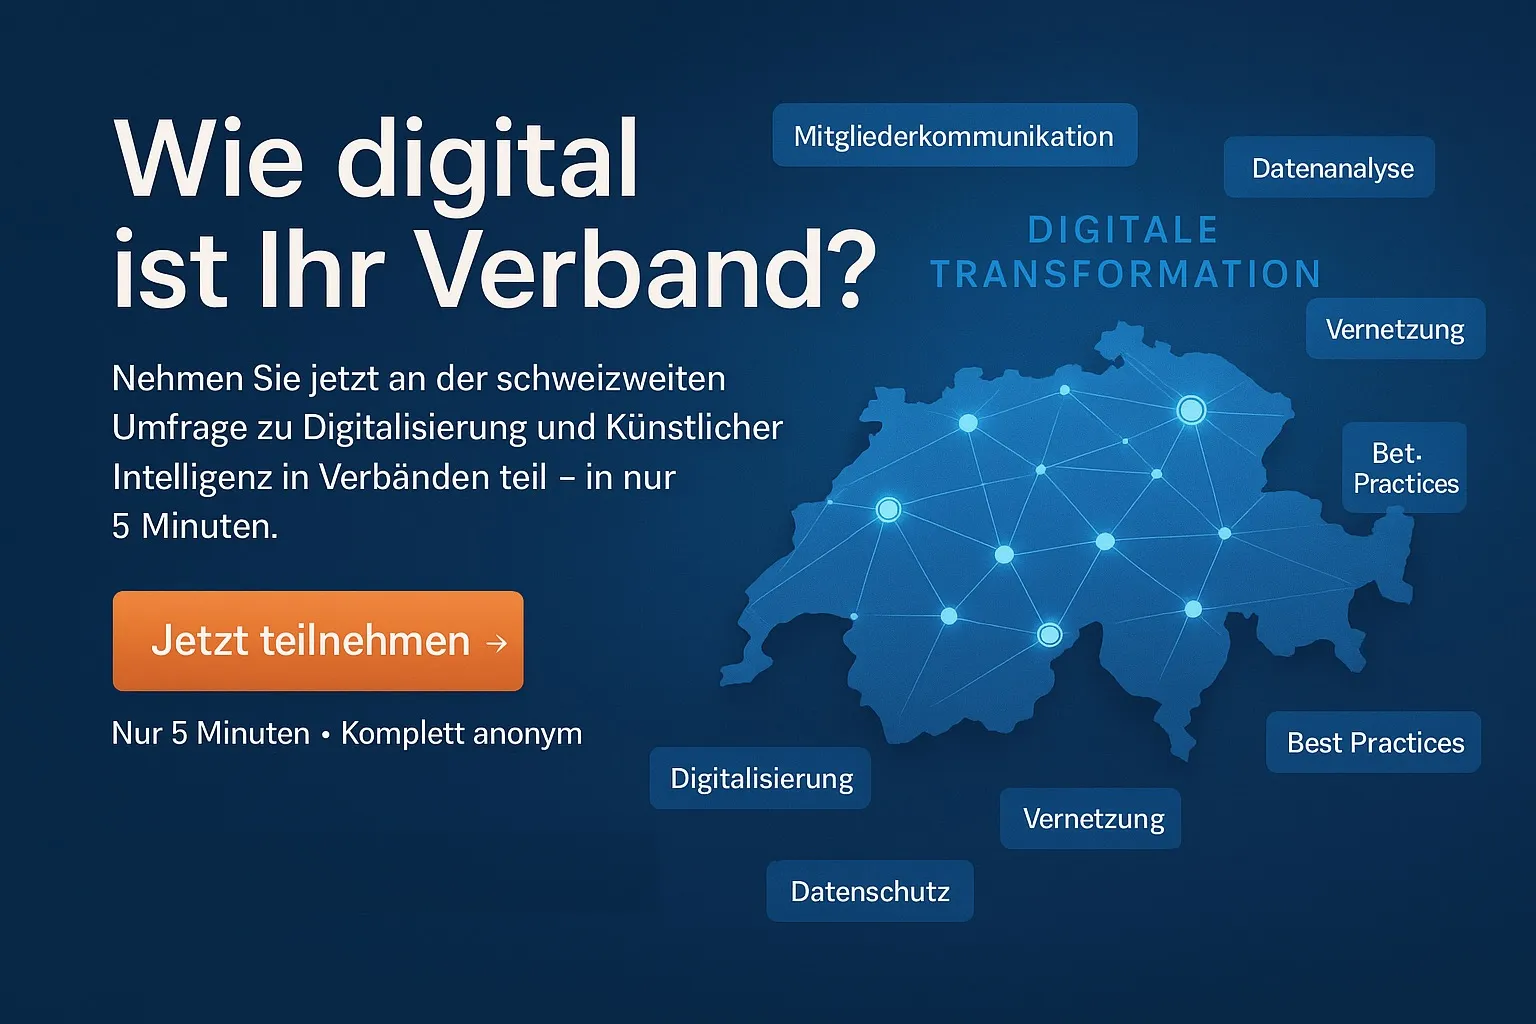 Wie digital
ist Ihr Verband?
Nehmen Sie jetzt an der schweizweiten
Umfrage zu Digitalisierung und Künstlicher
Intelligenz in Verbänden teil – in nur
5 Minuten.
Jetzt teilnehmen →
Nur 5 Minuten • Komplett anonym
Mitgliederkommunikation
Datenanalyse
DIGITALE
TRANSFORMATION
Vernetzung
Bet.
Practices
Best Practices
Digitalisierung
Vernetzung
Datenschutz